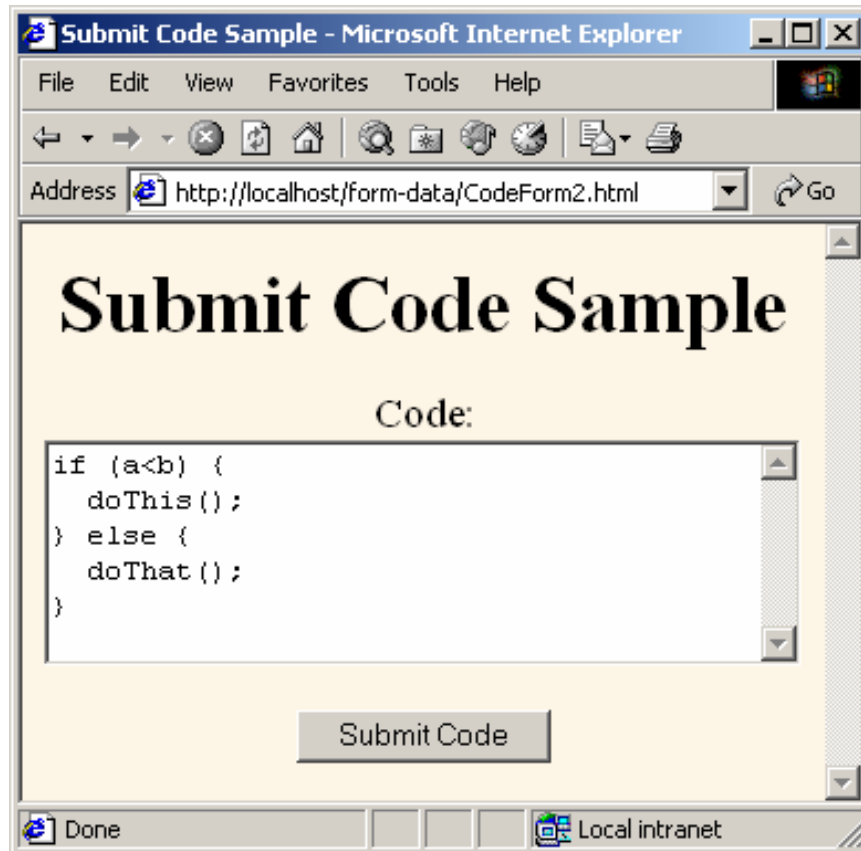 Submit Code Sample - Microsoft Internet Explorer
File Edit View Favorites Tools Help
Address http://localhost/form-data/CodeForm2.html Go
Submit Code Sample
Code:
if (a<b) {
  doThis();
} else {
  doThat();
}
Submit Code
Done Local intranet